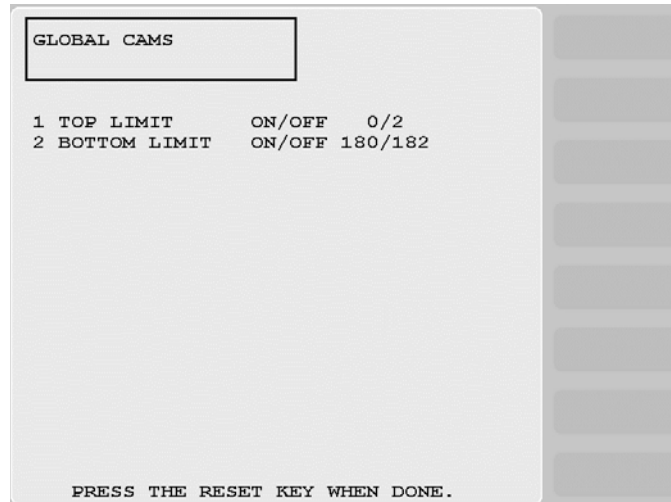 GLOBAL CAMS
1 TOP LIMIT ON/OFF 0/2
2 BOTTOM LIMIT ON/OFF 180/182
PRESS THE RESET KEY WHEN DONE.